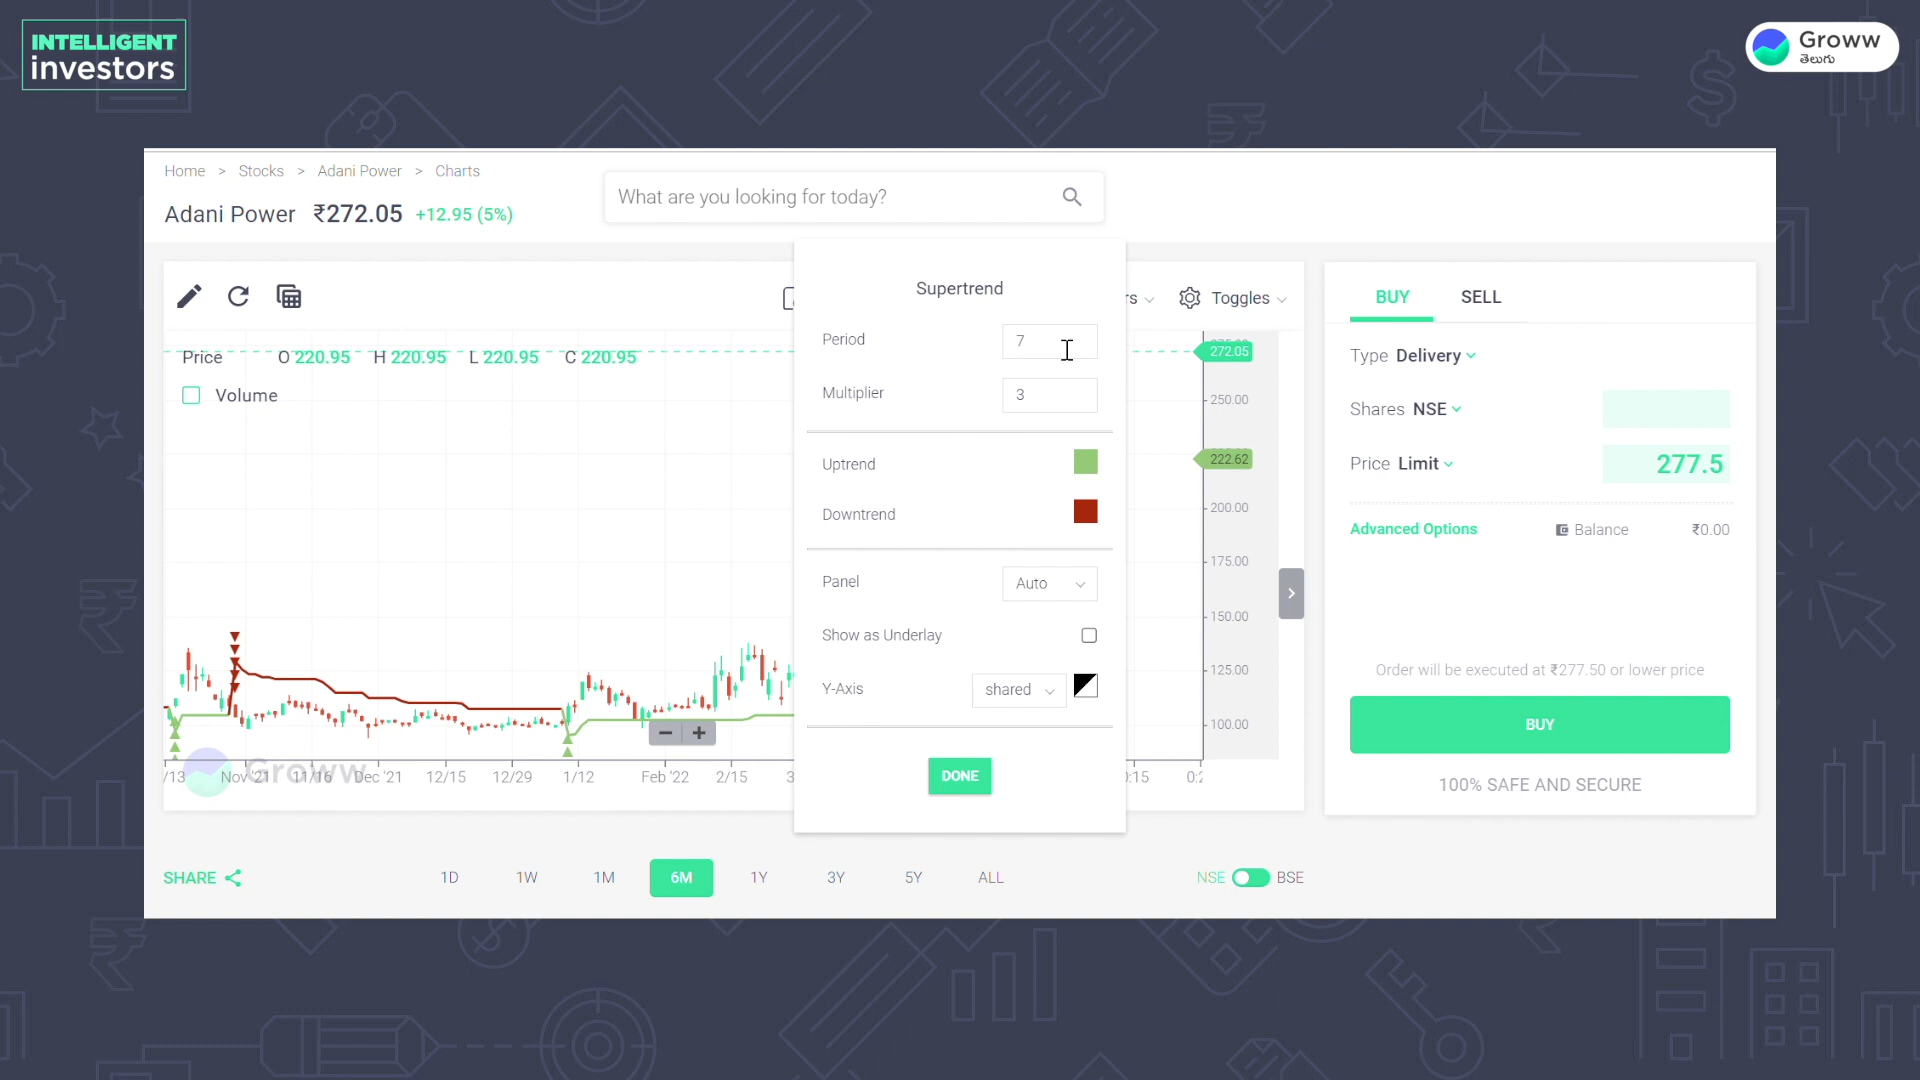 INTELLIGENT
investors
Groww
తెలుగు
Home > Stocks > Adani Power > Charts
What are you looking for today?
Adani Power ₹272.05 +12.95 (5%)
Supertrend
Period 7
Multiplier 3
Uptrend
Downtrend
Panel Auto
Show as Underlay
Y-Axis shared
DONE
rs
Toggles
Price O 220.95 H 220.95 L 220.95 C 220.95
Volume
272.05
250.00
222.62
200.00
175.00
150.00
125.00
100.00
Groww
/13 Nov '21 11/16 Dec '21 12/15 12/29 1/12 Feb '22 2/15 3
:15
BUY SELL
Type Delivery
Shares NSE
Price Limit 277.5
Advanced Options Balance ₹0.00
Order will be executed at ₹277.50 or lower price
BUY
100% SAFE AND SECURE
SHARE 1D 1W 1M 6M 1Y 3Y 5Y ALL NSE BSE